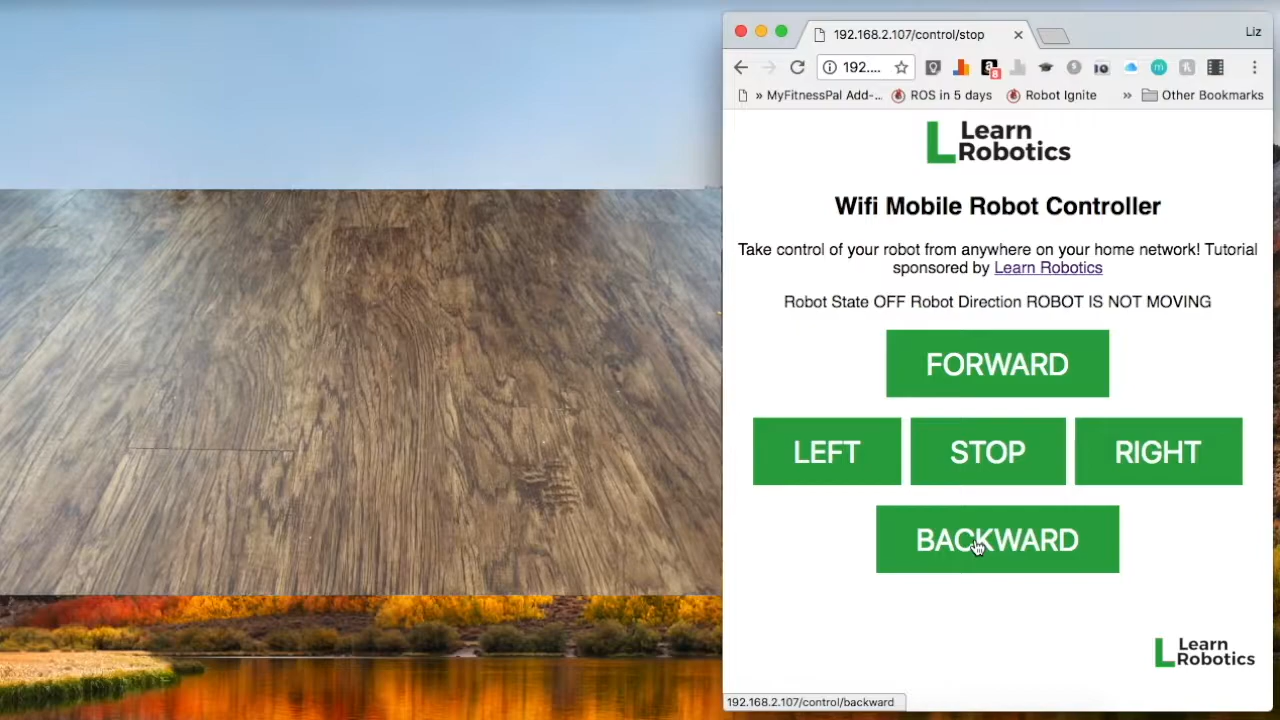 192.168.2.107/control/stop
Liz
192....
8
» MyFitnessPal Add-...
ROS in 5 days
Robot Ignite
»
Other Bookmarks
Learn
Robotics
Wifi Mobile Robot Controller
Take control of your robot from anywhere on your home network! Tutorial
sponsored by Learn Robotics
Robot State OFF Robot Direction ROBOT IS NOT MOVING
FORWARD
LEFT
STOP
RIGHT
BACKWARD
Learn
Robotics
192.168.2.107/control/backward